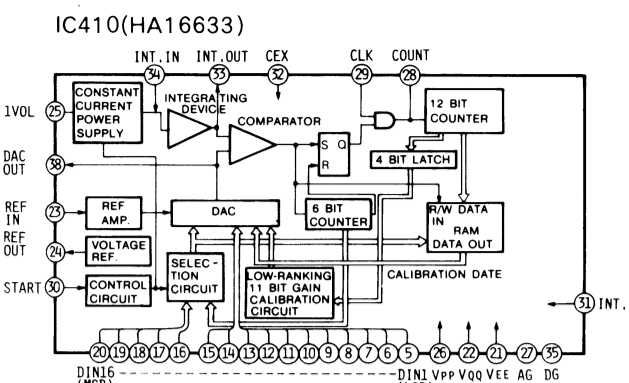 IC410(HA16633)
INT.IN INT.OUT CEX CLK COUNT
34 33 32 29 28
CONSTANT
CURRENT
POWER
SUPPLY
INTEGRATING
DEVICE
COMPARATOR
12 BIT
COUNTER
1VOL 25
S Q
R
4 BIT LATCH
DAC
OUT 38
REF
IN 23
REF
AMP.
DAC
6 BIT
COUNTER
R/W DATA
IN
RAM
DATA OUT
REF
OUT 24
VOLTAGE
REF.
SELEC-
TION
CIRCUIT
LOW-RANKING
11 BIT GAIN
CALIBRATION
CIRCUIT
CALIBRATION DATE
START 30
CONTROL
CIRCUIT
31 INT.
20 19 18 17 16 15 14 13 12 11 10 9 8 7 6 5 26 22 21 27 35
DIN16 DIN1 VPP VQQ VEE AG DG